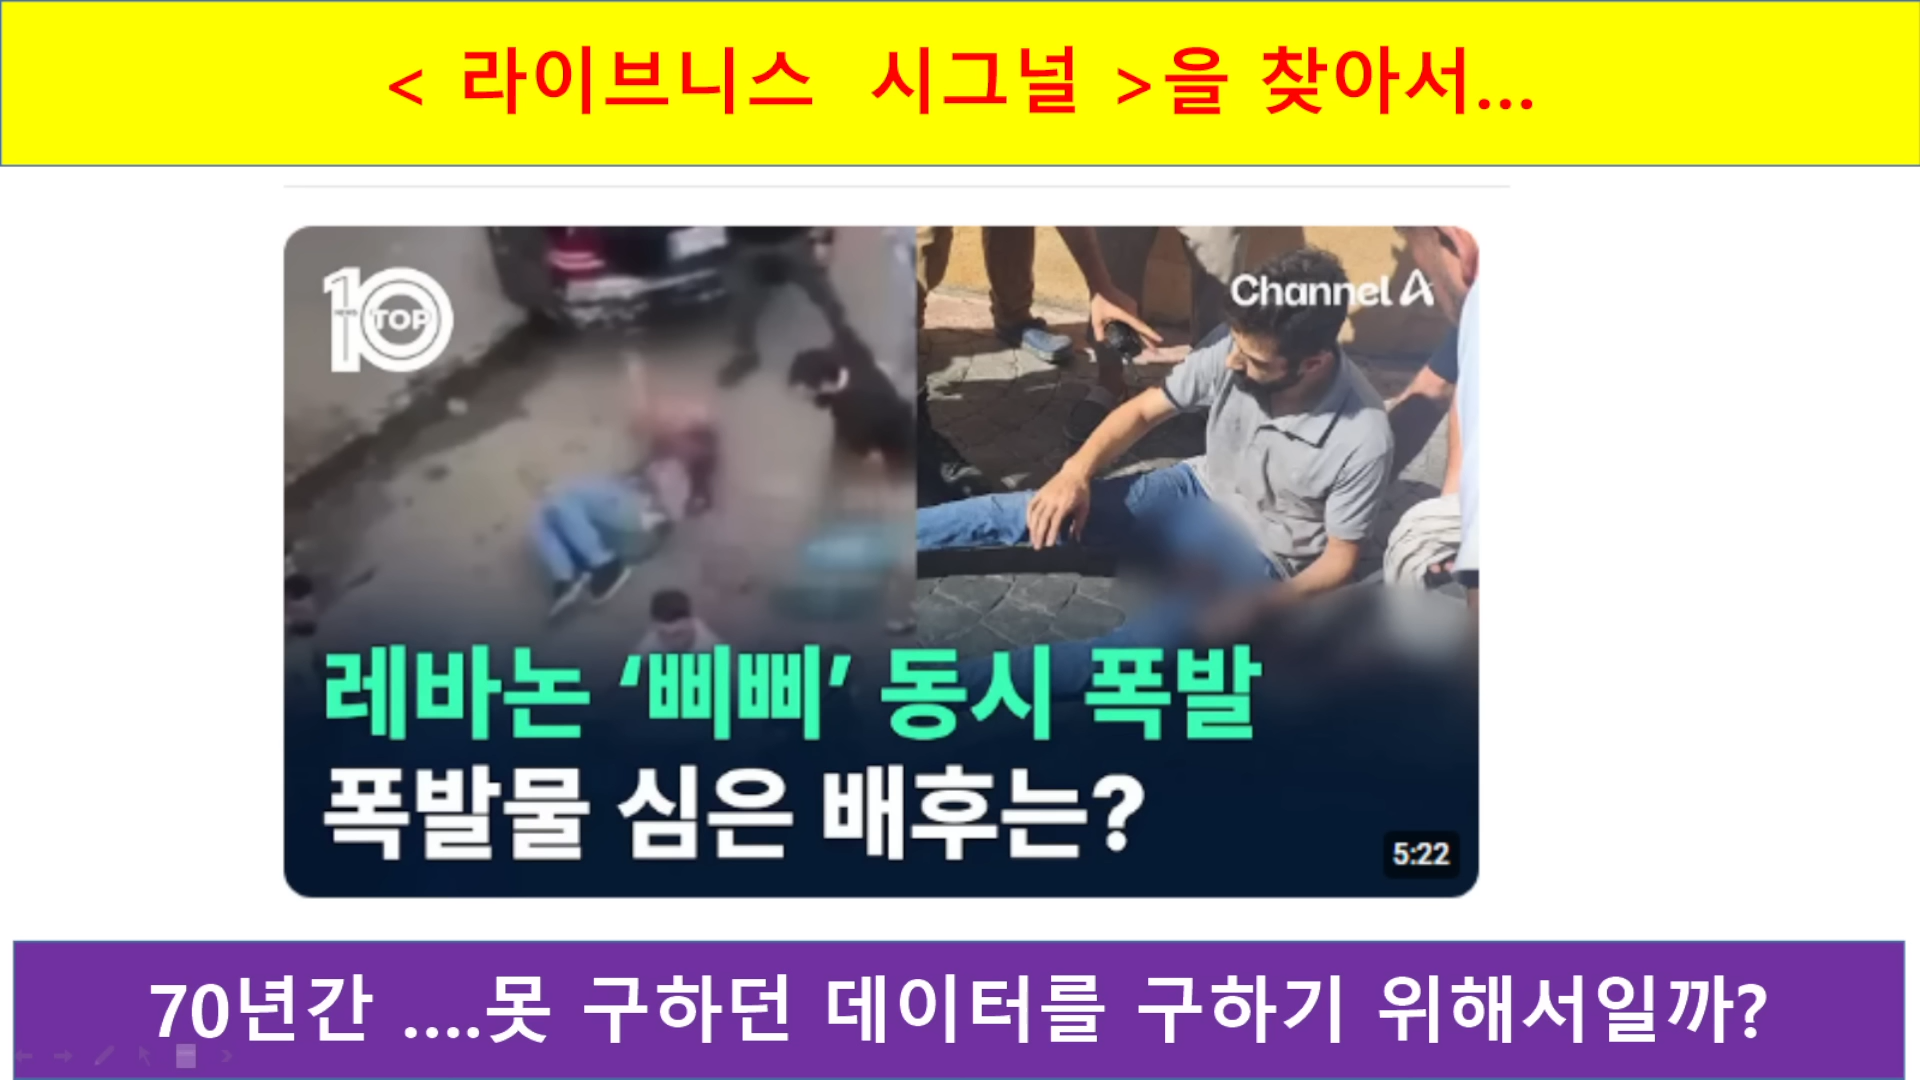 < 라이브니스 시그널 >을 찾아서...
10
TOP
Channel A
레바논 ‘삐삐’ 동시 폭발
폭발물 심은 배후는?
5:22
70년간 ....못 구하던 데이터를 구하기 위해서일까?